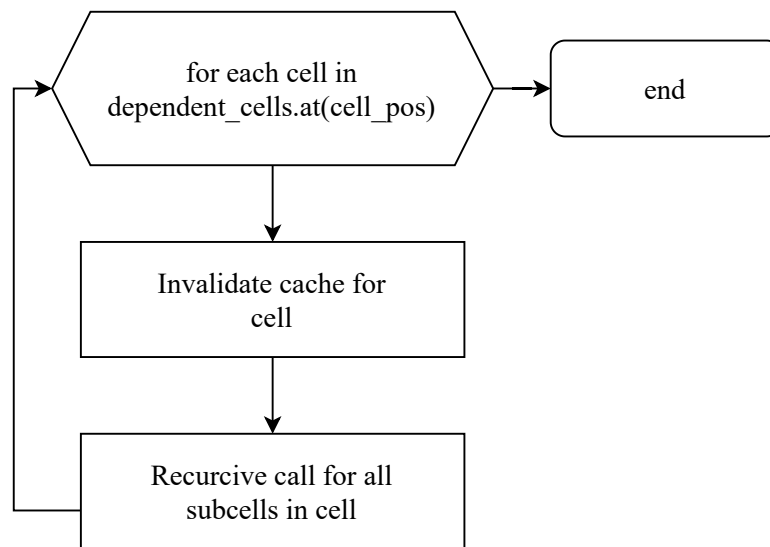 for each cell in
dependent_cells.at(cell_pos)
end
Invalidate cache for
cell
Recurcive call for all
subcells in cell